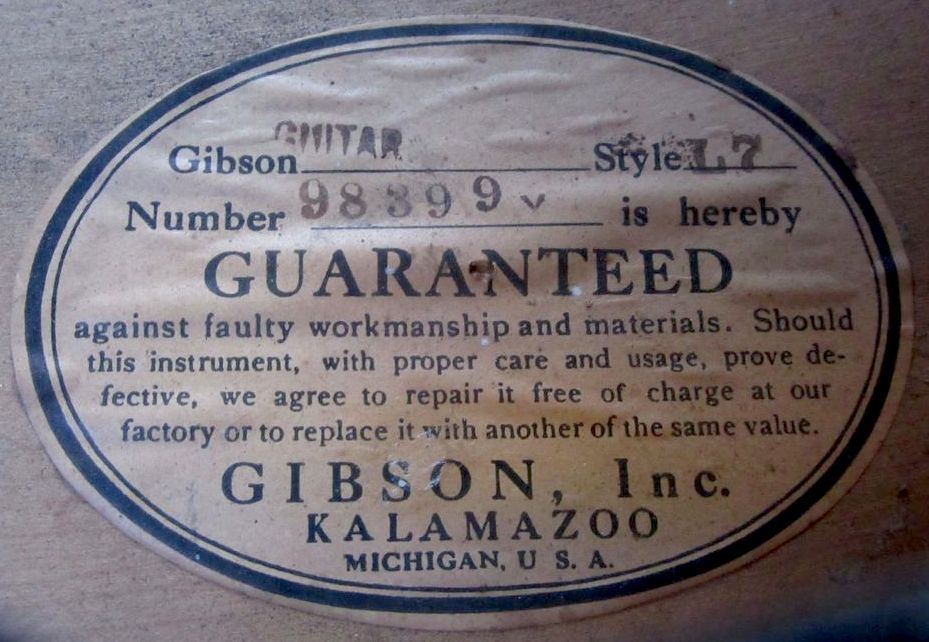 Gibson GUITAR Style L7
Number 98399 is hereby
GUARANTEED
against faulty workmanship and materials. Should
this instrument, with proper care and usage, prove de-
fective, we agree to repair it free of charge at our
factory or to replace it with another of the same value.
GIBSON, Inc.
KALAMAZOO
MICHIGAN, U S. A.